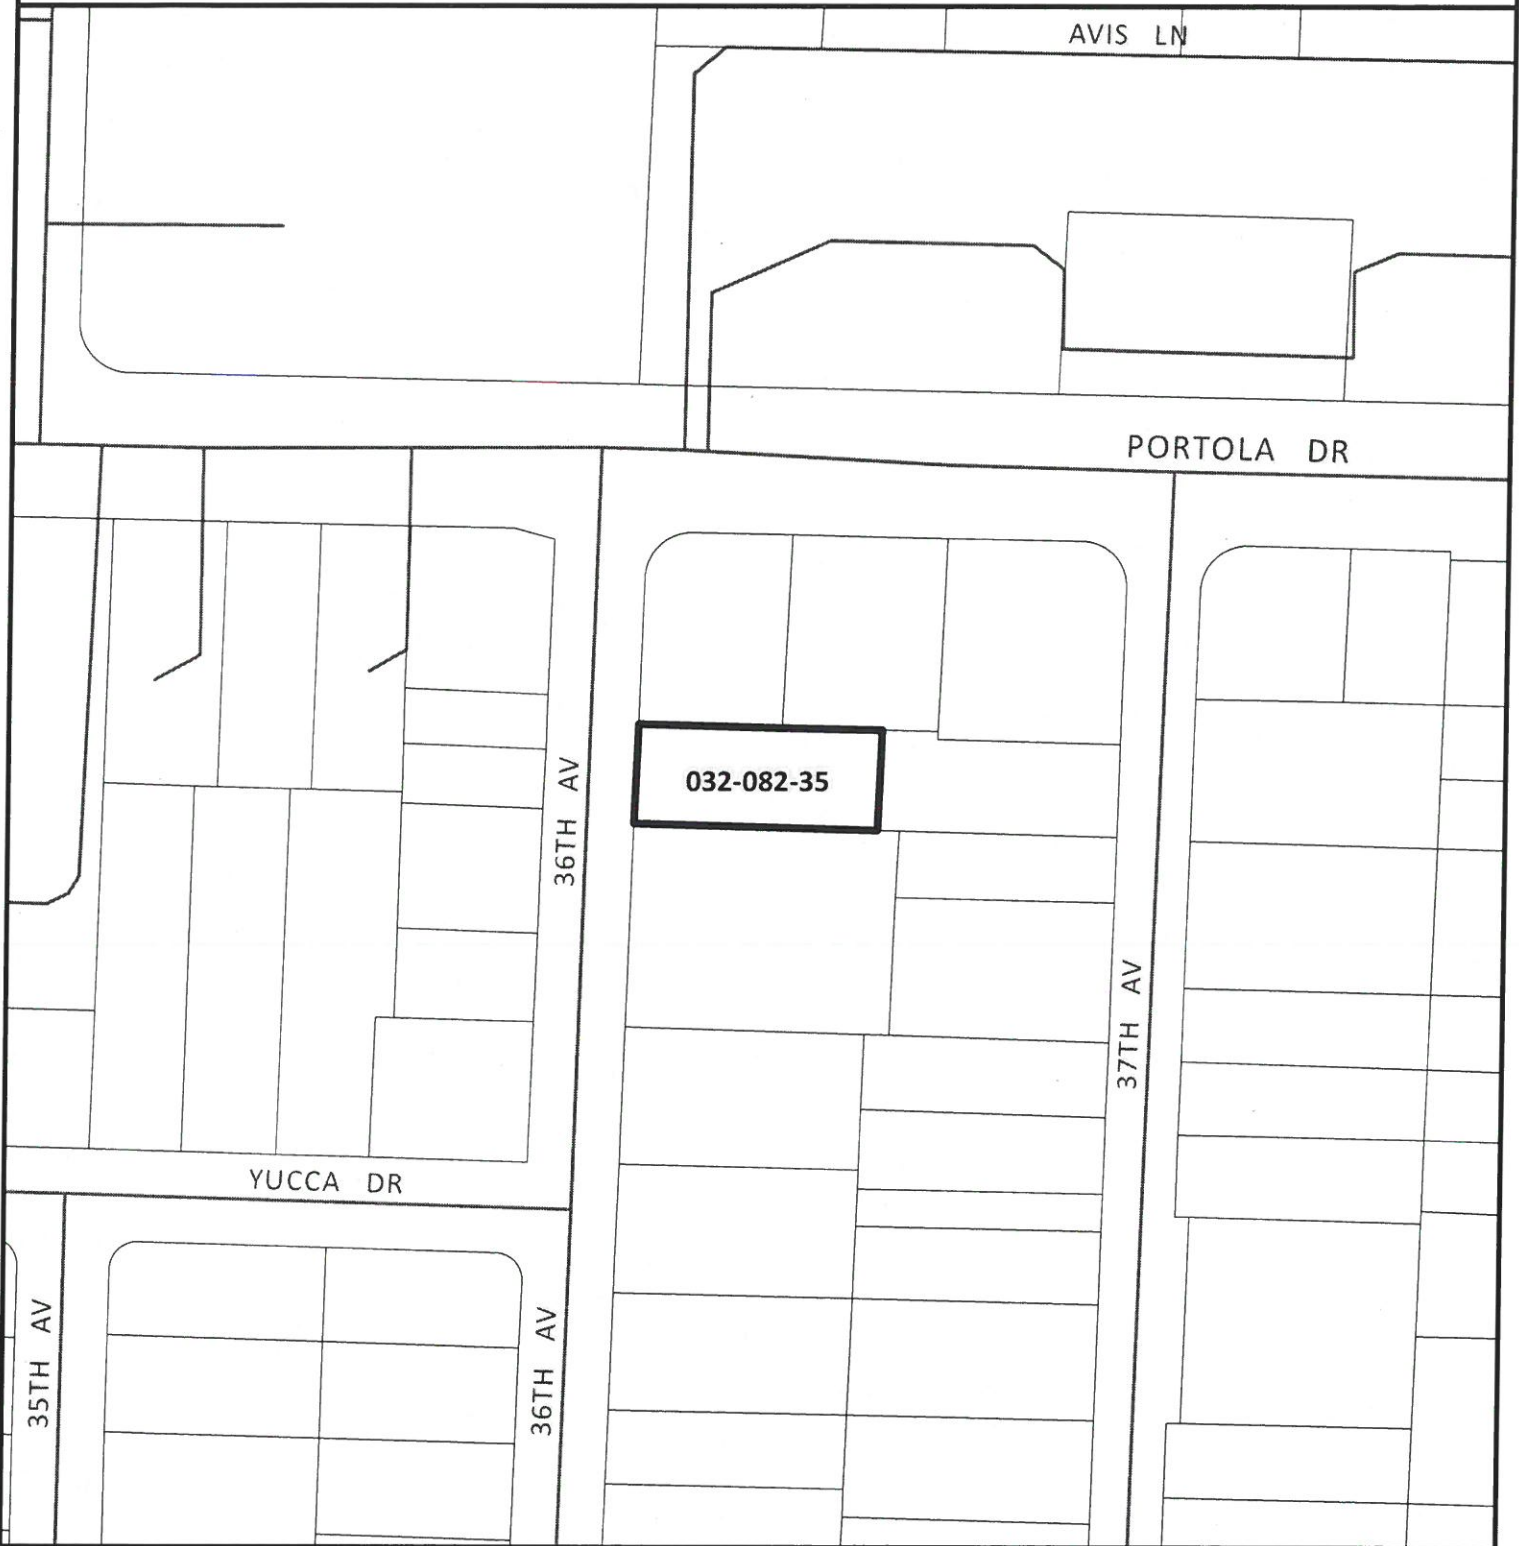 AVIS LN
PORTOLA DR
032-082-35
36TH AV
37TH AV
YUCCA DR
35TH AV
36TH AV